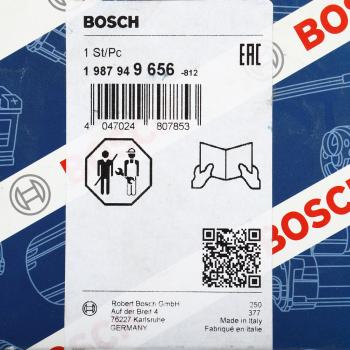 BOSCH
1 St/Pc
EAC
1 987 94 9 656 -812
4 047024 807853
Robert Bosch GmbH
Auf der Breit 4
76227 Karlsruhe
GERMANY
250
377
Made in Italy
Fabriqué en Italie
BOSCH
BOSCH
BOSCH